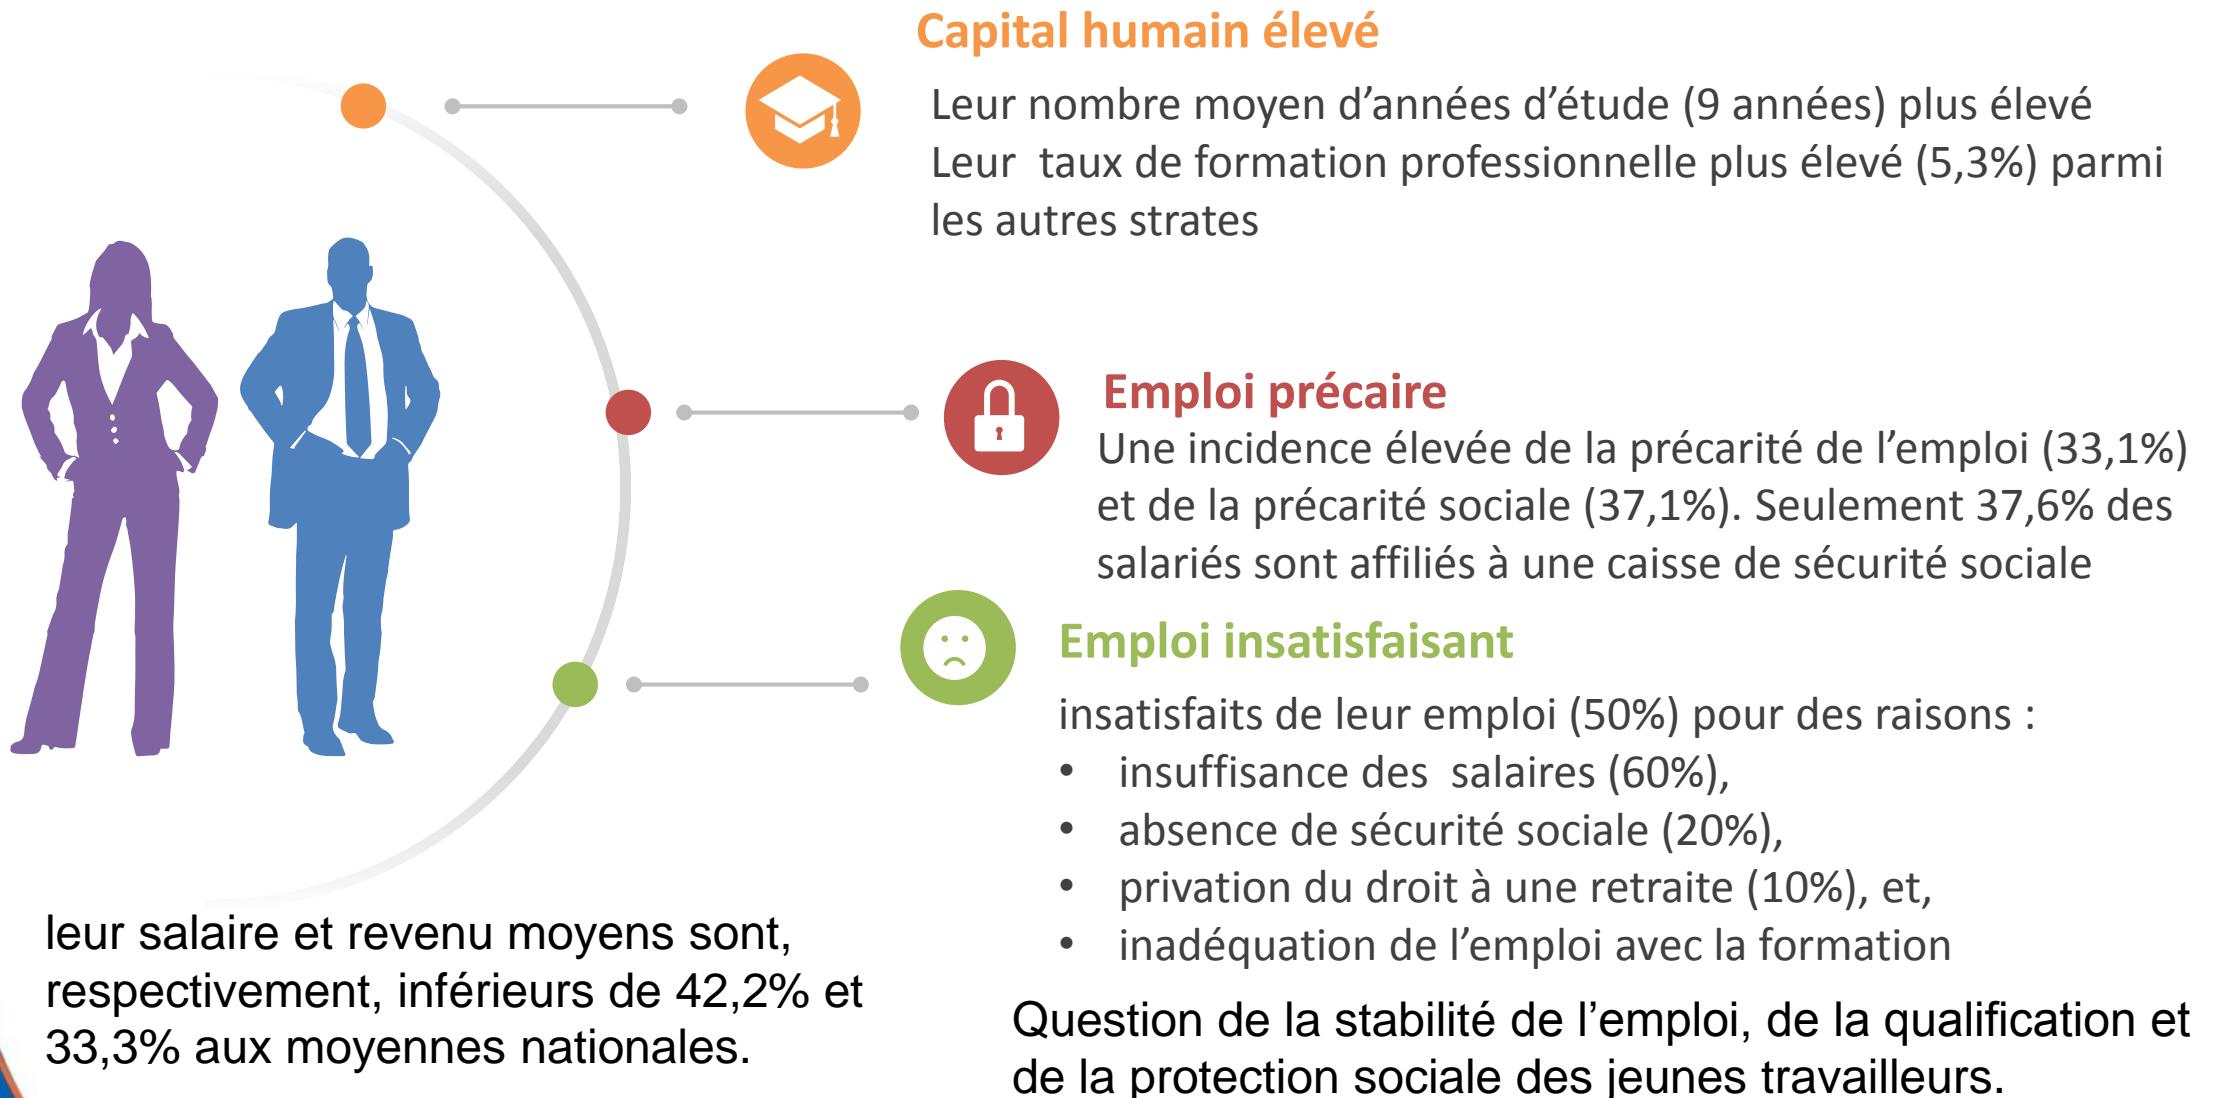 Capital humain élevé
Leur nombre moyen d’années d’étude (9 années) plus élevé
Leur taux de formation professionnelle plus élevé (5,3%) parmi
les autres strates
Emploi précaire
Une incidence élevée de la précarité de l’emploi (33,1%)
et de la précarité sociale (37,1%). Seulement 37,6% des
salariés sont affiliés à une caisse de sécurité sociale
Emploi insatisfaisant
insatisfaits de leur emploi (50%) pour des raisons :
• insuffisance des salaires (60%),
• absence de sécurité sociale (20%),
• privation du droit à une retraite (10%), et,
• inadéquation de l’emploi avec la formation
leur salaire et revenu moyens sont,
respectivement, inférieurs de 42,2% et
33,3% aux moyennes nationales.
Question de la stabilité de l’emploi, de la qualification et
de la protection sociale des jeunes travailleurs.